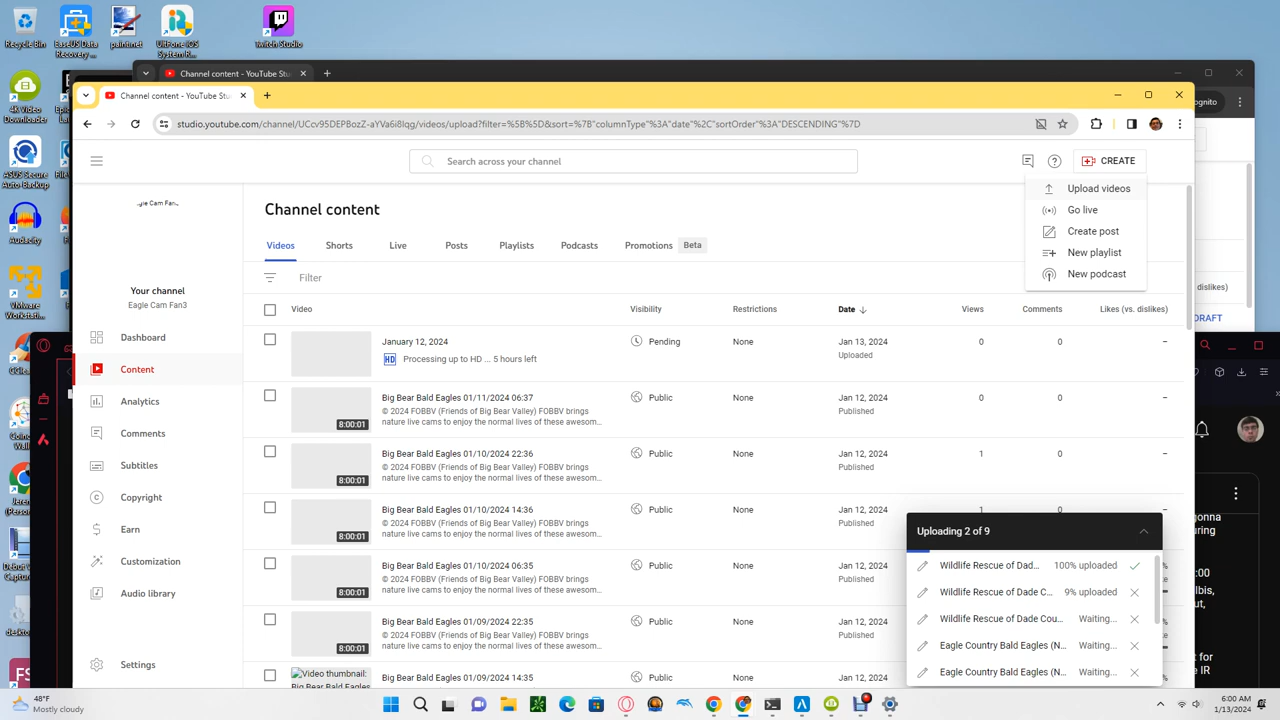 Recycle Bin
EaseUS Data
Recovery ...
paint.net
UltFone iOS
System R...
Twitch Studio
4K Video
Downloader
ASUS Secure
Auto-Backup
Audacity
VMware
Workstati...
Channel content - YouTube Stu
Channel content - YouTube Stu
studio.youtube.com/channel/UCcv95DEPBozZ-aYVa6i8Iqg/videos/upload?filter=%5B%5D&sort=%7B"columnType"%3A"date"%2C"sortOrder"%3A"DESCENDING"%7D
Search across your channel
CREATE
Upload videos
Go live
Create post
New playlist
New podcast
Your channel
Eagle Cam Fan3
Dashboard
Content
Analytics
Comments
Subtitles
Copyright
Earn
Customization
Audio library
Settings
Channel content
Videos Shorts Live Posts Playlists Podcasts Promotions Beta
Filter
Video Visibility Restrictions Date Views Comments Likes (vs. dislikes)
January 12, 2024 Pending None Jan 13, 2024 0 0 –
HD Processing up to HD ... 5 hours left Uploaded
Big Bear Bald Eagles 01/11/2024 06:37 Public None Jan 12, 2024 0 0 –
© 2024 FOBBV (Friends of Big Bear Valley) FOBBV brings Published
nature live cams to enjoy the normal lives of these awesom...
8:00:01
Big Bear Bald Eagles 01/10/2024 22:36 Public None Jan 12, 2024 1 0 –
© 2024 FOBBV (Friends of Big Bear Valley) FOBBV brings Published
nature live cams to enjoy the normal lives of these awesom...
8:00:01
Big Bear Bald Eagles 01/10/2024 14:36 Public None Jan 12, 2024 1 0 –
© 2024 FOBBV (Friends of Big Bear Valley) FOBBV brings Published
nature live cams to enjoy the normal lives of these awesom...
8:00:01
Big Bear Bald Eagles 01/10/2024 06:35 Public None Jan 12, 2024
© 2024 FOBBV (Friends of Big Bear Valley) FOBBV brings Published
nature live cams to enjoy the normal lives of these awesom...
8:00:01
Big Bear Bald Eagles 01/09/2024 22:35 Public None Jan 12, 2024
© 2024 FOBBV (Friends of Big Bear Valley) FOBBV brings Published
nature live cams to enjoy the normal lives of these awesom...
8:00:01
Video thumbnail: Big Bear Bald Eagles 01/09/2024 14:35 Public None Jan 12, 2024
Uploading 2 of 9
Wildlife Rescue of Dad... 100% uploaded
Wildlife Rescue of Dade C... 9% uploaded
Wildlife Rescue of Dade Cou... Waiting...
Eagle Country Bald Eagles (N... Waiting...
Eagle Country Bald Eagles (N... Waiting...
dislikes)
48°F
Mostly cloudy
6:00 AM
1/13/2024